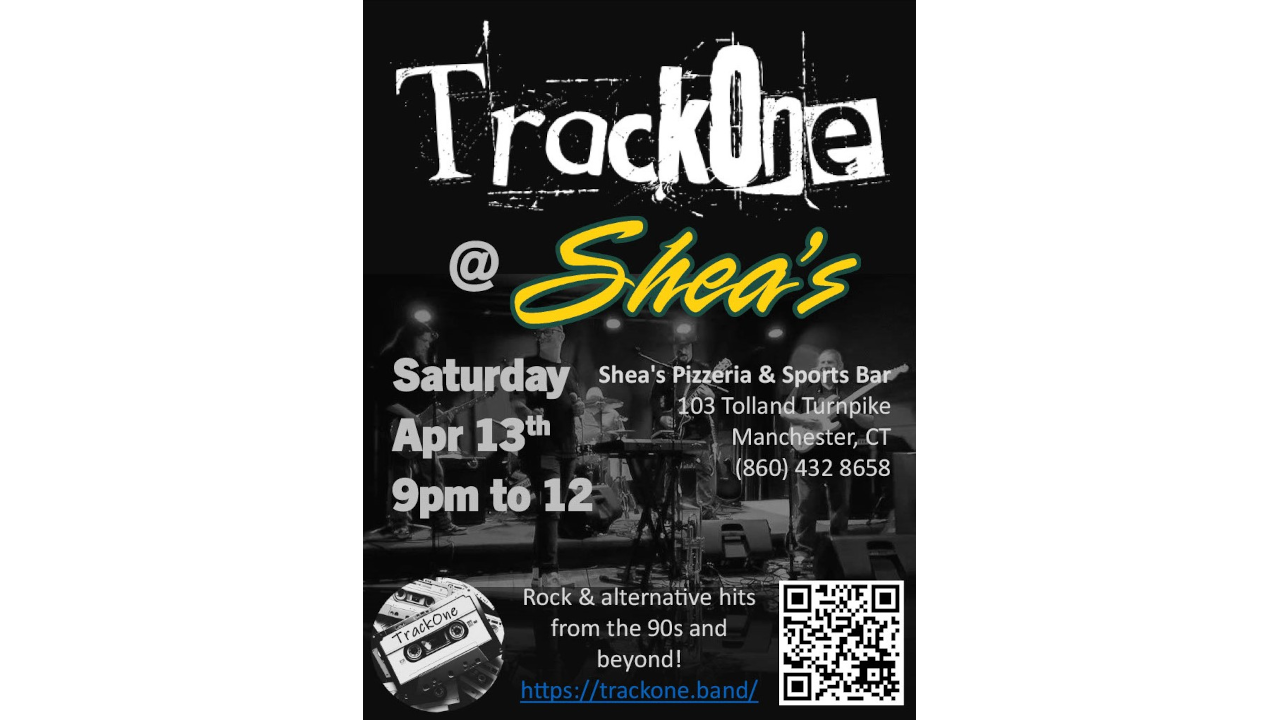 TrackOne
@ Shea's
Saturday
Apr 13th
9pm to 12
Shea's Pizzeria & Sports Bar
103 Tolland Turnpike
Manchester, CT
(860) 432 8658
TrackOne
Rock & alternative hits
from the 90s and
beyond!
https://trackone.band/